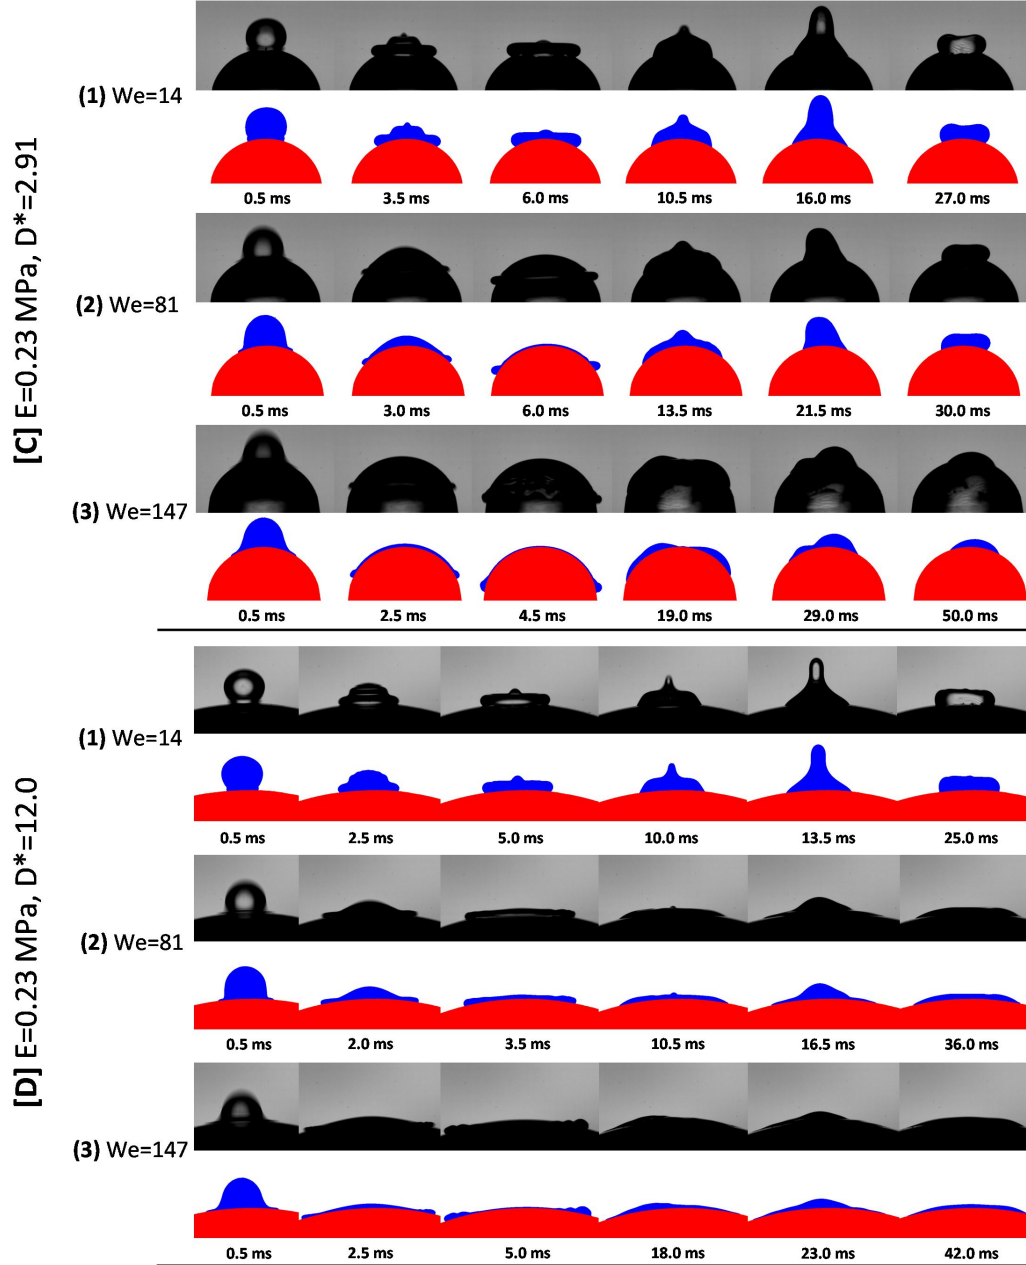 [C] E=0.23 MPa, D*=2.91
(1) We=14
0.5 ms 3.5 ms 6.0 ms 10.5 ms 16.0 ms 27.0 ms
(2) We=81
0.5 ms 3.0 ms 6.0 ms 13.5 ms 21.5 ms 30.0 ms
(3) We=147
0.5 ms 2.5 ms 4.5 ms 19.0 ms 29.0 ms 50.0 ms
[D] E=0.23 MPa, D*=12.0
(1) We=14
0.5 ms 2.5 ms 5.0 ms 10.0 ms 13.5 ms 25.0 ms
(2) We=81
0.5 ms 2.0 ms 3.5 ms 10.5 ms 16.5 ms 36.0 ms
(3) We=147
0.5 ms 2.5 ms 5.0 ms 18.0 ms 23.0 ms 42.0 ms